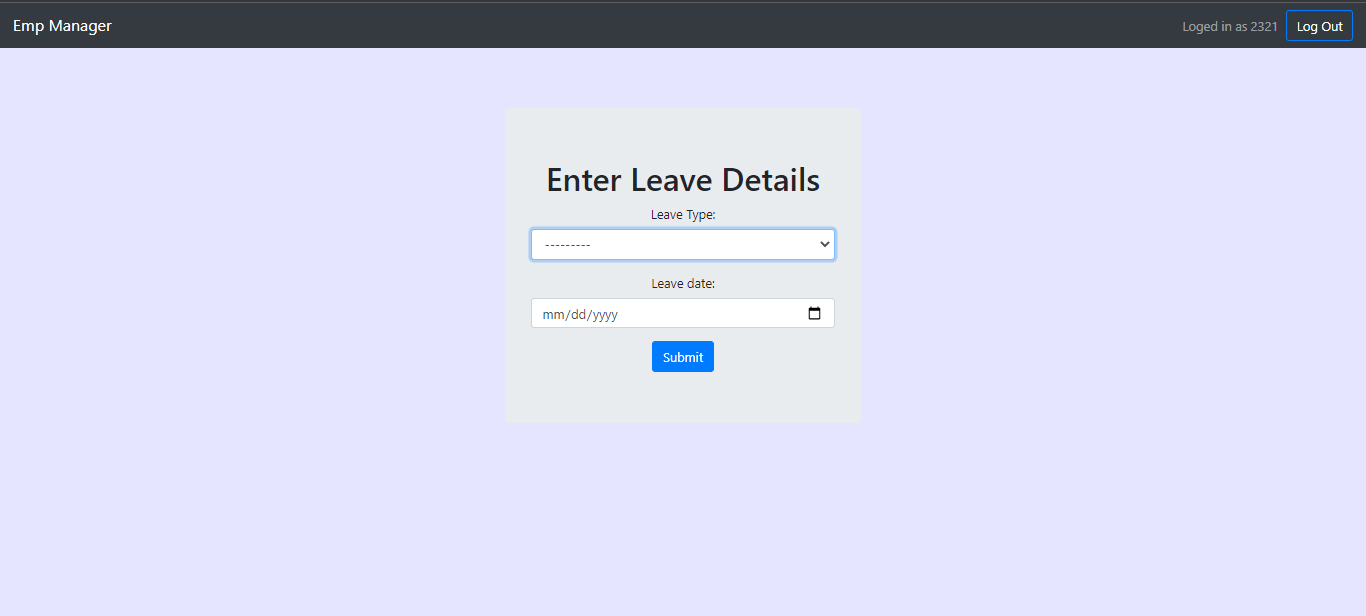 Emp Manager
Loged in as 2321
Log Out
Enter Leave Details
Leave Type:
---------
Leave date:
mm/dd/yyyy
Submit